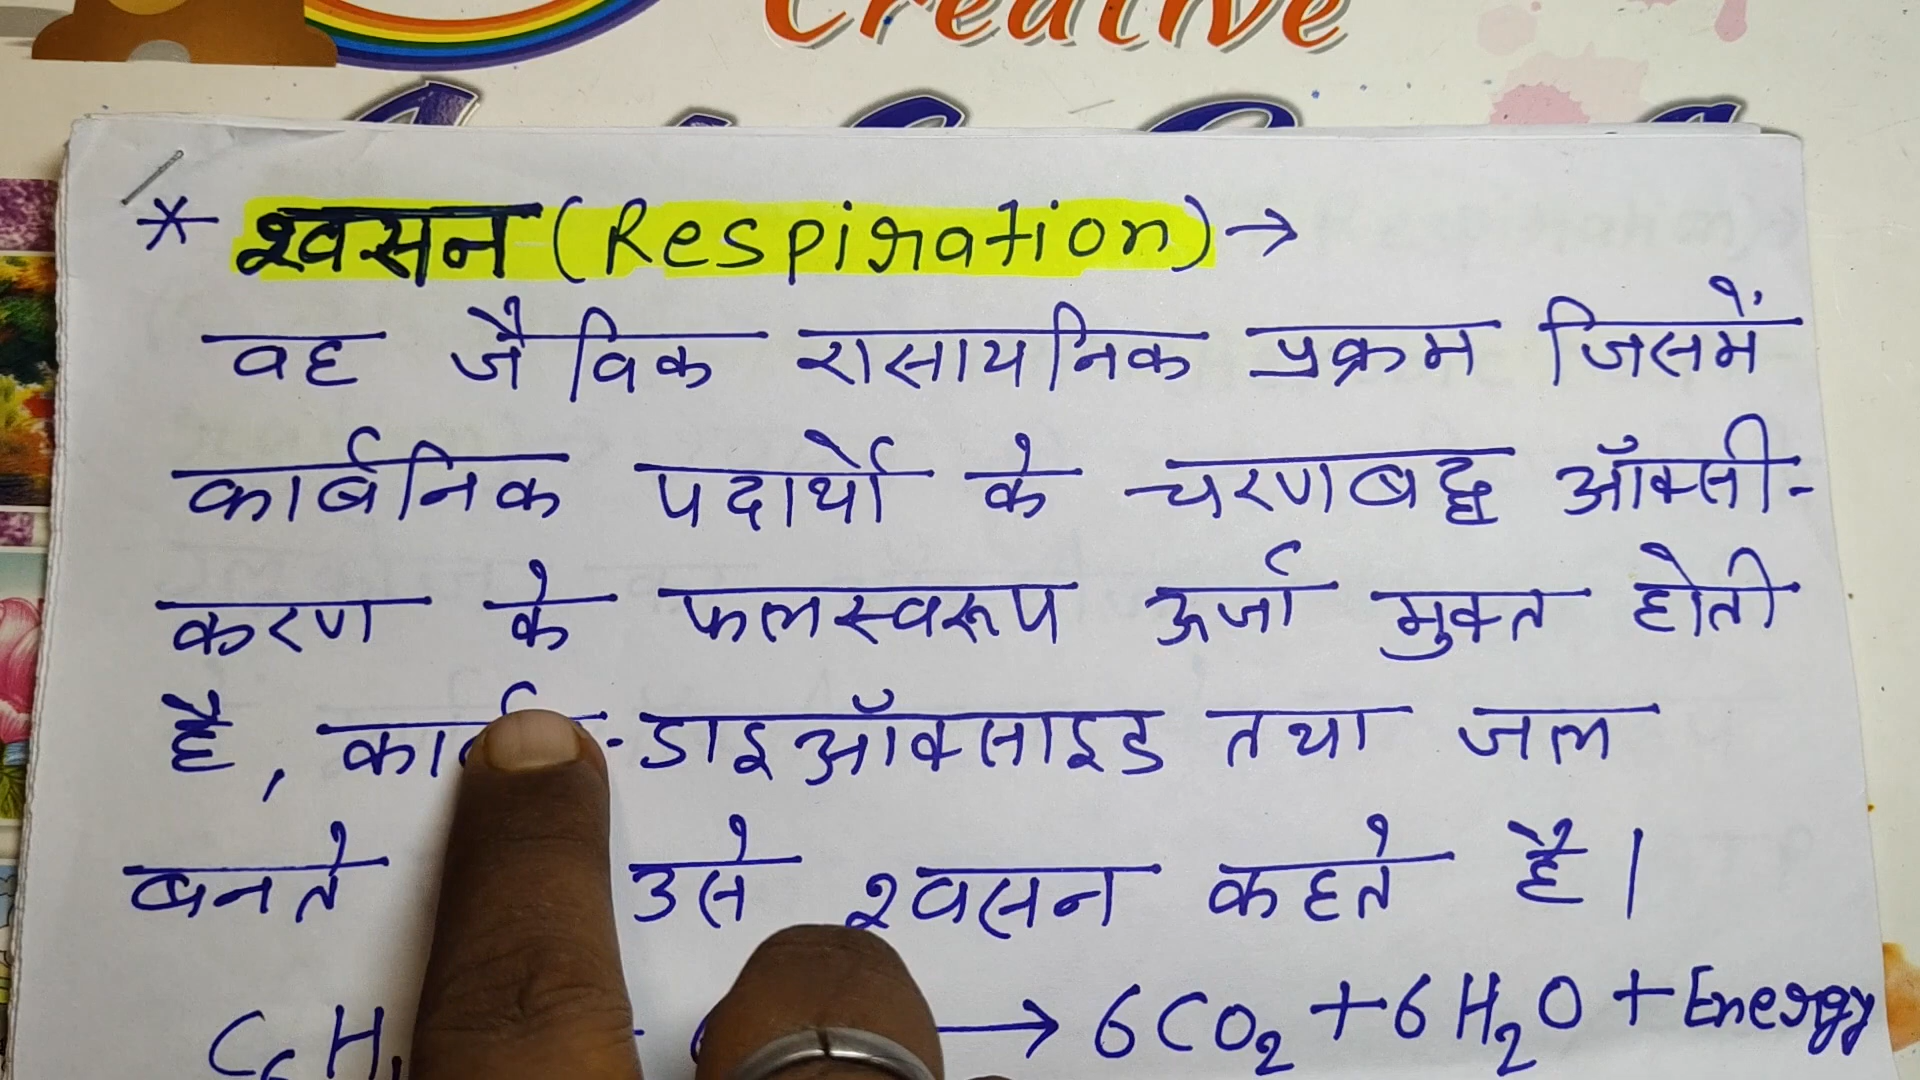 Creative
* श्वसन (Respiration) →
वह जैविक रासायनिक प्रक्रम जिसमें
कार्बनिक पदार्थो के चरणबद्ध ऑक्सी-
करण के फलस्वरूप ऊर्जा मुक्त होती
है, -डाइऑक्साइड तथा जल
बनते उसे श्वसन कहते है।
→ 6CO₂ + 6H₂O + Energy